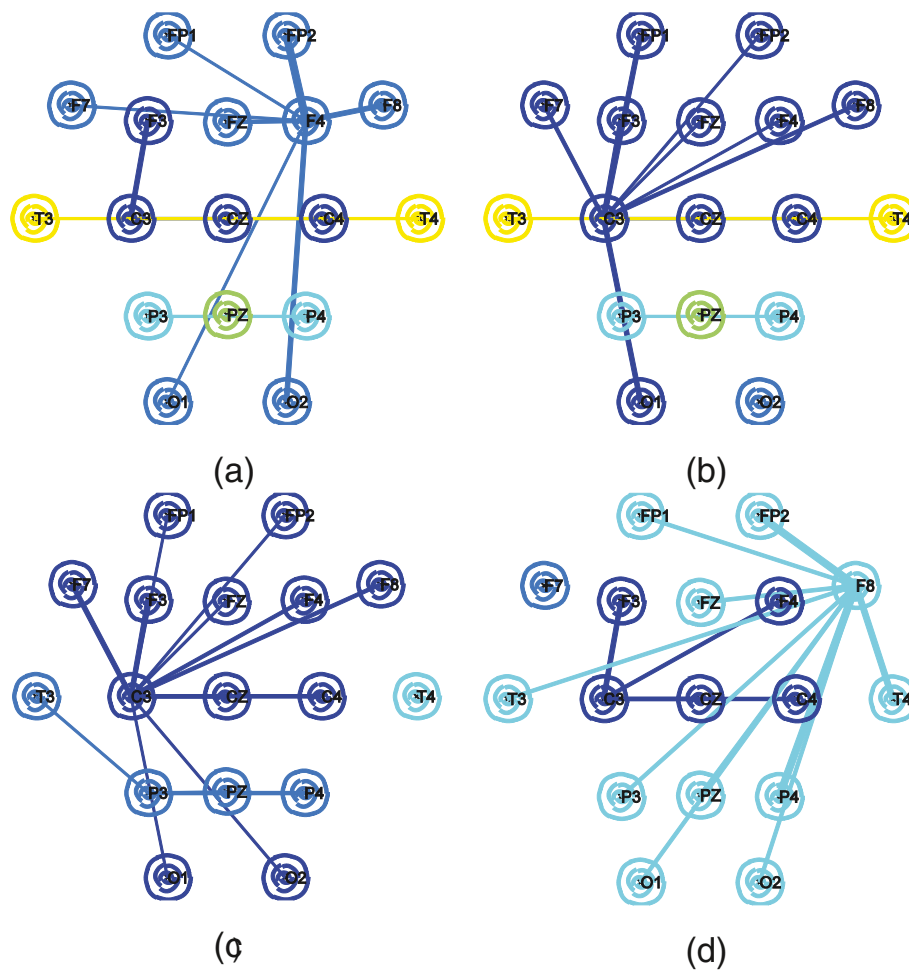 FP1 FP2
F7 F3 FZ F4 F8
T3 C3 CZ C4 T4
P3 PZ P4
O1 O2
(a)
FP1 FP2
F7 F3 FZ F4 F8
T3 C3 CZ C4 T4
P3 PZ P4
O1 O2
(b)
FP1 FP2
F7 F3 FZ F4 F8
T3 C3 CZ C4 T4
P3 PZ P4
O1 O2
(c)
FP1 FP2
F7 F3 FZ F4 F8
T3 C3 CZ C4 T4
P3 PZ P4
O1 O2
(d)